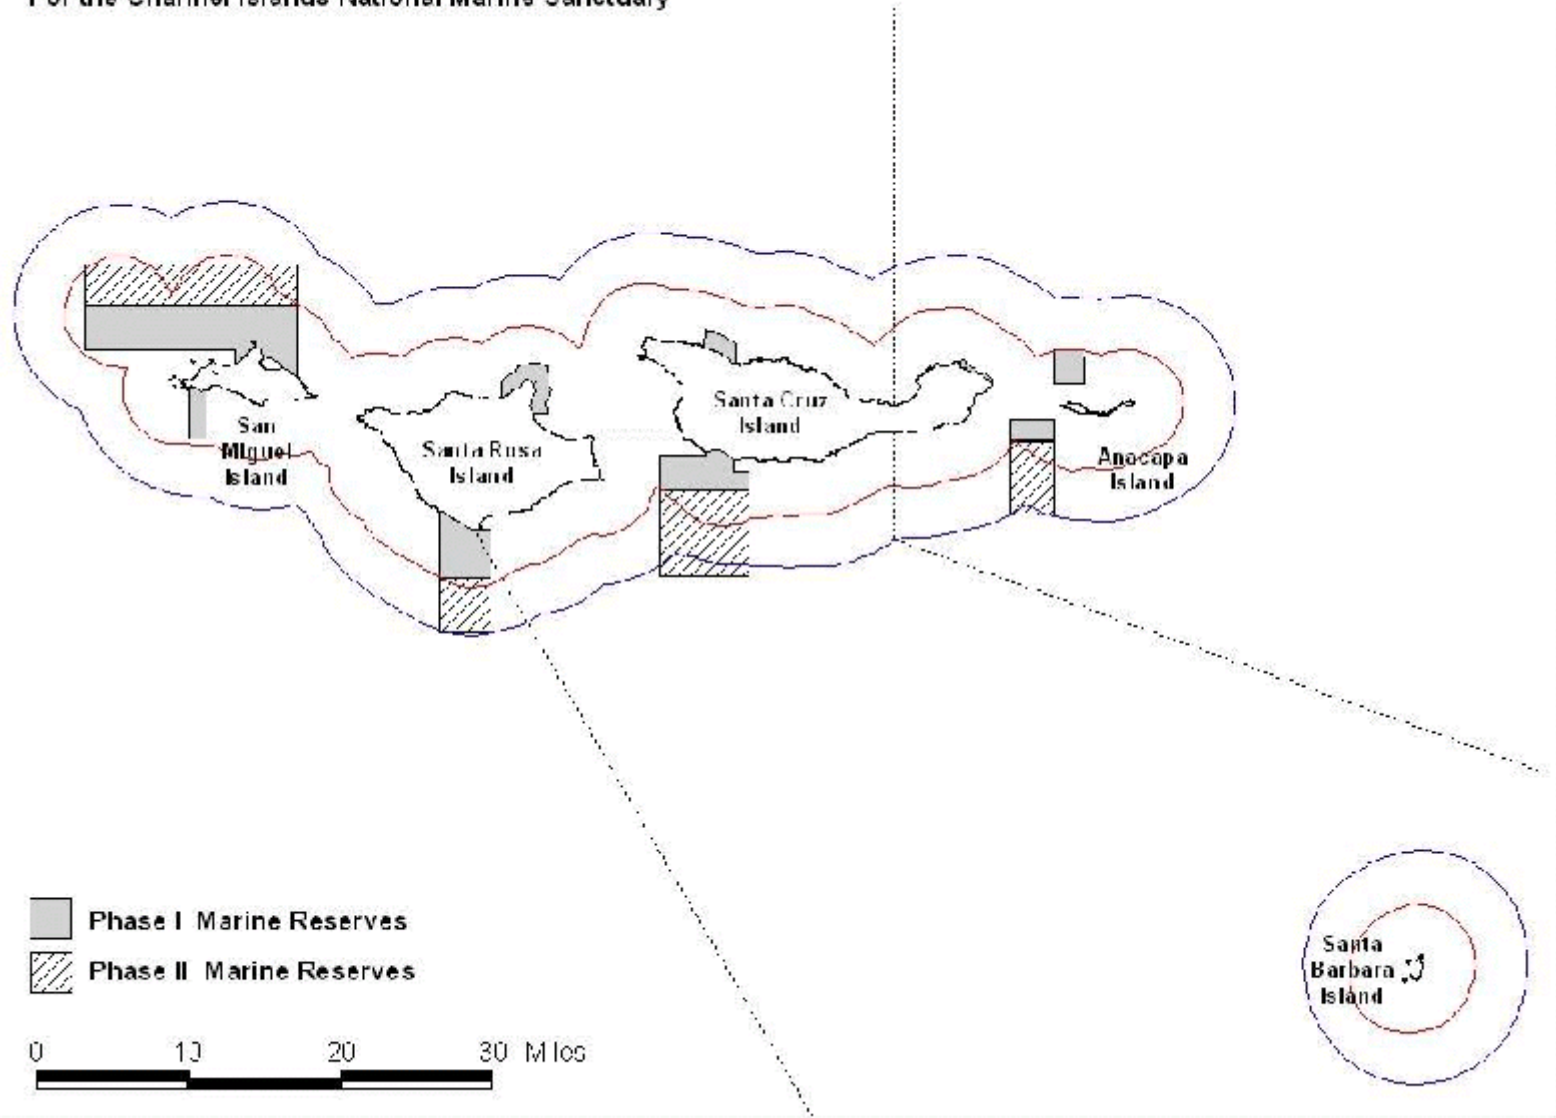 For the Channel Islands National Marine Sanctuary
San
Miguel
Island
Santa Rosa
Island
Santa Cruz
Island
Anacapa
Island
Santa
Barbara
Island
Phase I Marine Reserves
Phase II Marine Reserves
0 10 20 30 Miles